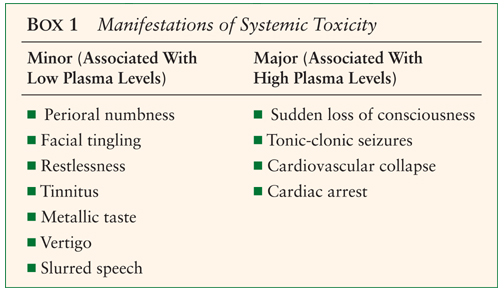 BOX 1 Manifestations of Systemic Toxicity
Minor (Associated With
Low Plasma Levels)
Perioral numbness
Facial tingling
Restlessness
Tinnitus
Metallic taste
Vertigo
Slurred speech
Major (Associated With
High Plasma Levels)
Sudden loss of consciousness
Tonic-clonic seizures
Cardiovascular collapse
Cardiac arrest